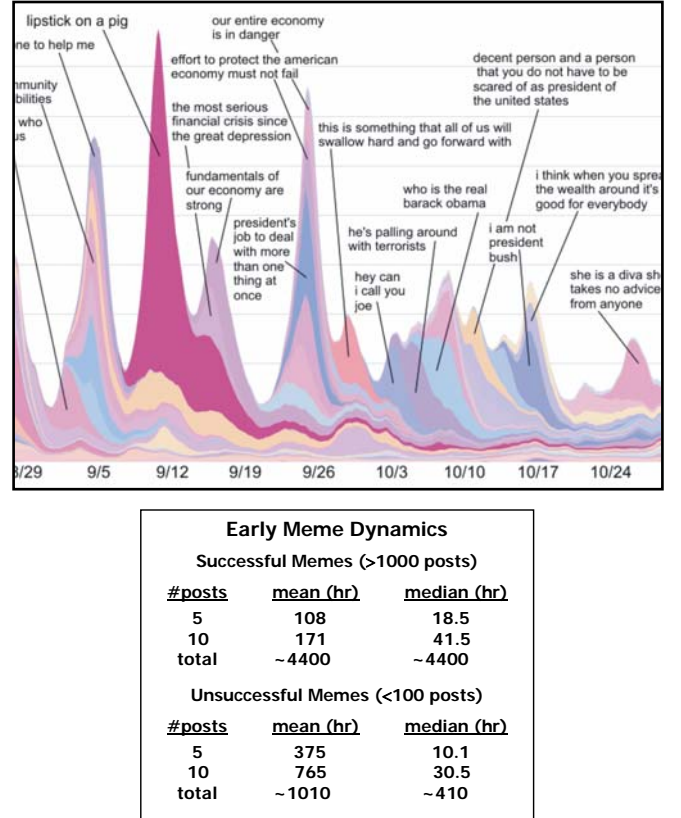 lipstick on a pig
ne to help me
mmunity
bilities
who
us
our entire economy
is in danger
effort to protect the american
economy must not fail
the most serious
financial crisis since
the great depression
fundamentals of
our economy are
strong
president's
job to deal
with more
than one
thing at
once
this is something that all of us will
swallow hard and go forward with
decent person and a person
that you do not have to be
scared of as president of
the united states
who is the real
barack obama
he's palling around
with terrorists
hey can
i call you
joe
i am not
president
bush
i think when you sprea
the wealth around it's
good for everybody
she is a diva sh
takes no advice
from anyone
/29 9/5 9/12 9/19 9/26 10/3 10/10 10/17 10/24
Early Meme Dynamics
Successful Memes (>1000 posts)
#posts mean (hr) median (hr)
5 108 18.5
10 171 41.5
total ~4400 ~4400
Unsuccessful Memes (<100 posts)
#posts mean (hr) median (hr)
5 375 10.1
10 765 30.5
total ~1010 ~410